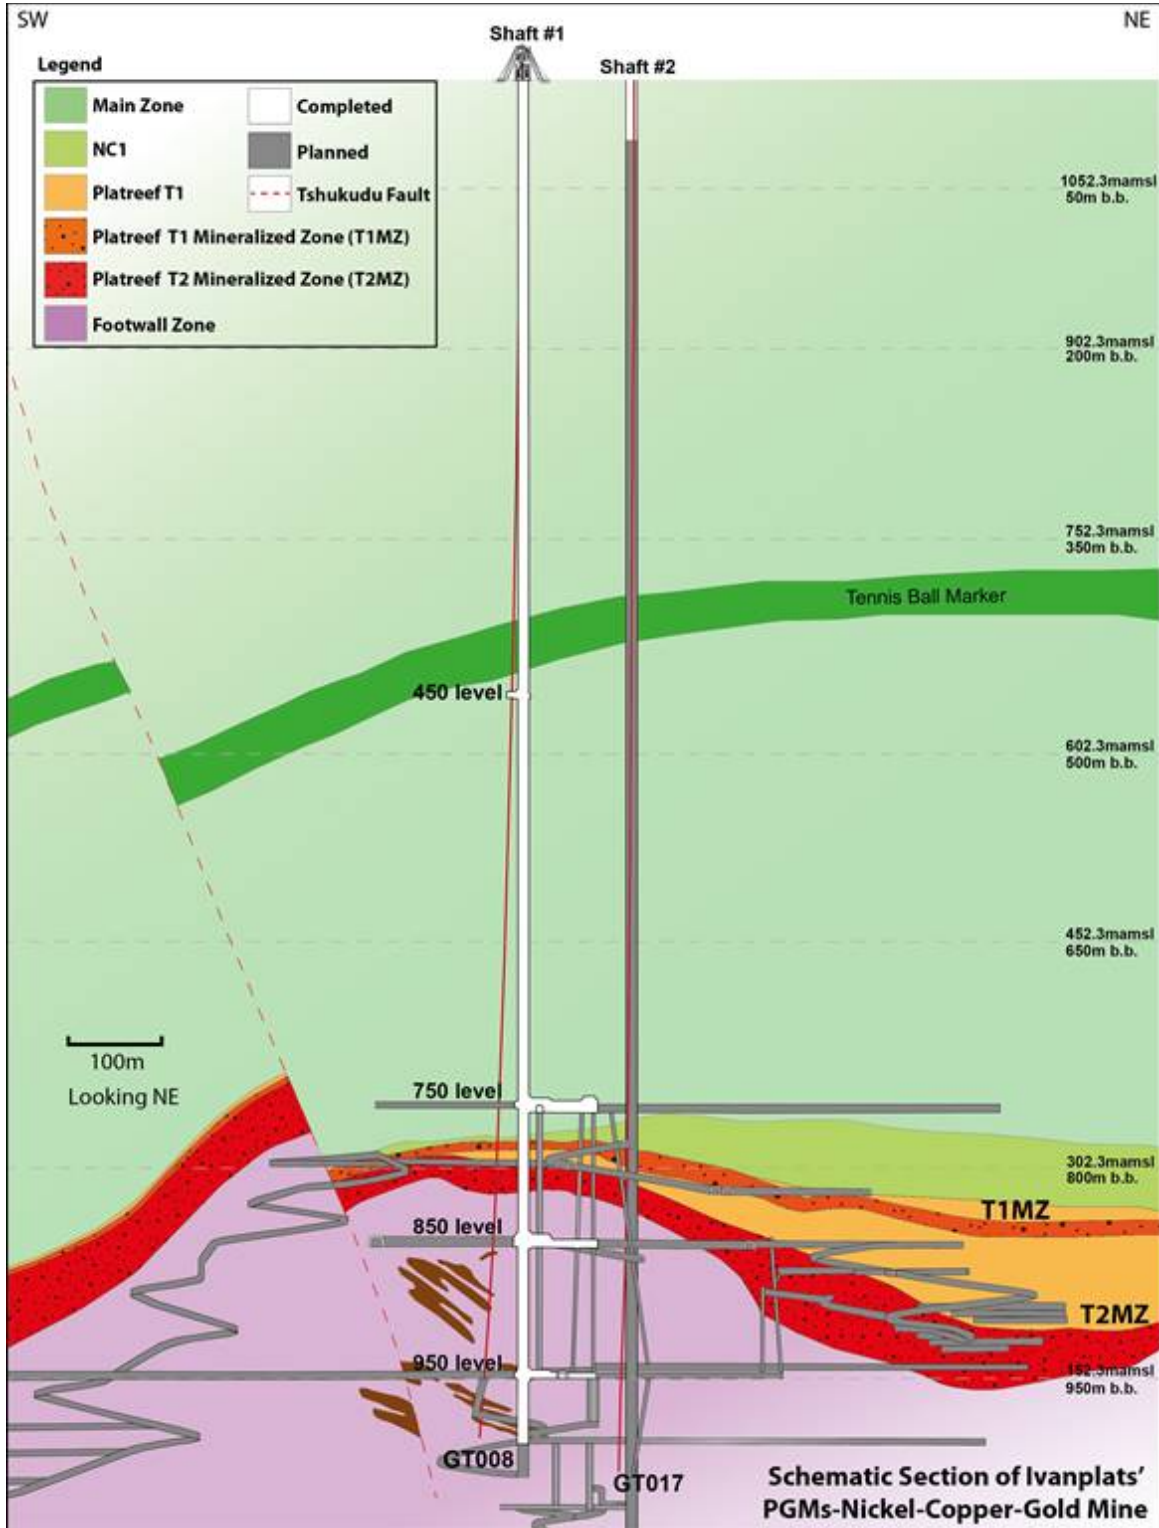 SW
NE
Shaft #1
Shaft #2
Legend
Main Zone
Completed
NC1
Planned
Platreef T1
Tshukudu Fault
Platreef T1 Mineralized Zone (T1MZ)
Platreef T2 Mineralized Zone (T2MZ)
Footwall Zone
1052.3mamsl
50m b.b.
902.3mamsl
200m b.b.
752.3mamsl
350m b.b.
Tennis Ball Marker
450 level
602.3mamsl
500m b.b.
452.3mamsl
650m b.b.
100m
Looking NE
750 level
302.3mamsl
800m b.b.
T1MZ
850 level
T2MZ
950 level
152.3mamsl
950m b.b.
GT008
GT017
Schematic Section of Ivanplats'
PGMs-Nickel-Copper-Gold Mine